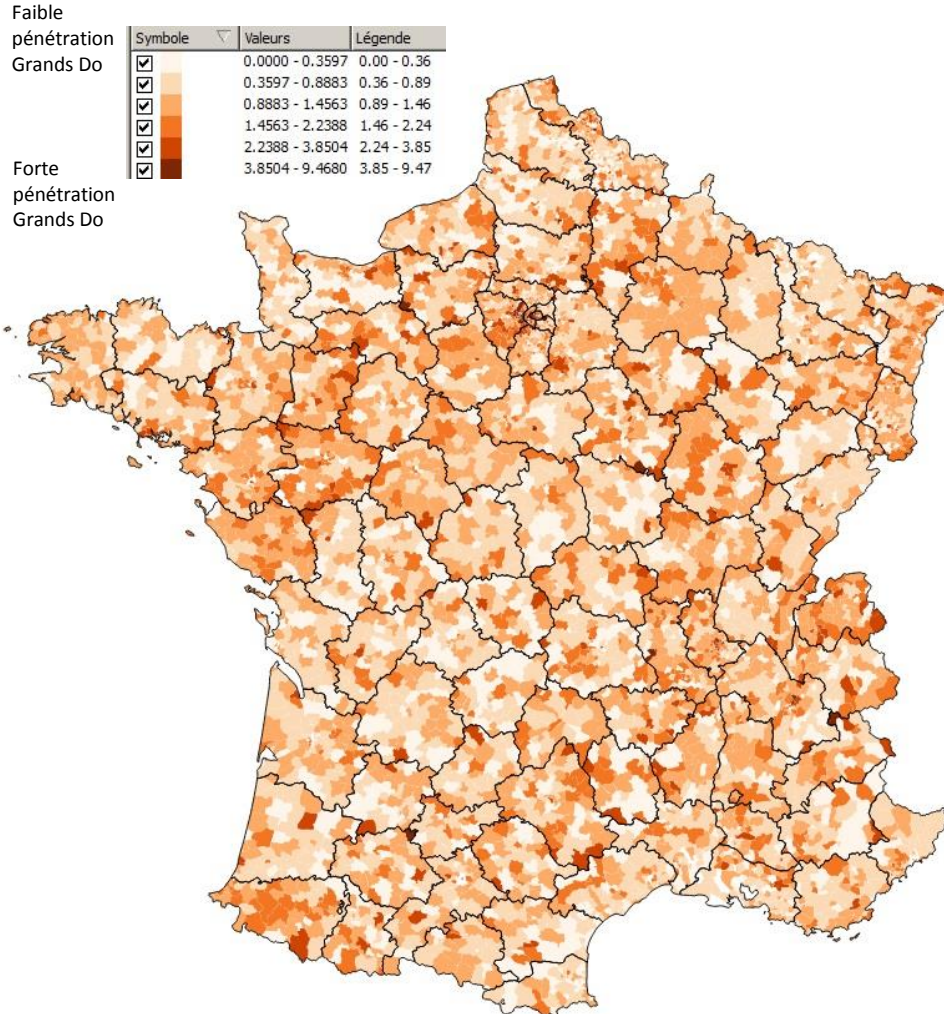 Faible
pénétration
Grands Do
Symbole Valeurs Légende
0.0000 - 0.3597 0.00 - 0.36
0.3597 - 0.8883 0.36 - 0.89
0.8883 - 1.4563 0.89 - 1.46
1.4563 - 2.2388 1.46 - 2.24
2.2388 - 3.8504 2.24 - 3.85
3.8504 - 9.4680 3.85 - 9.47
Forte
pénétration
Grands Do